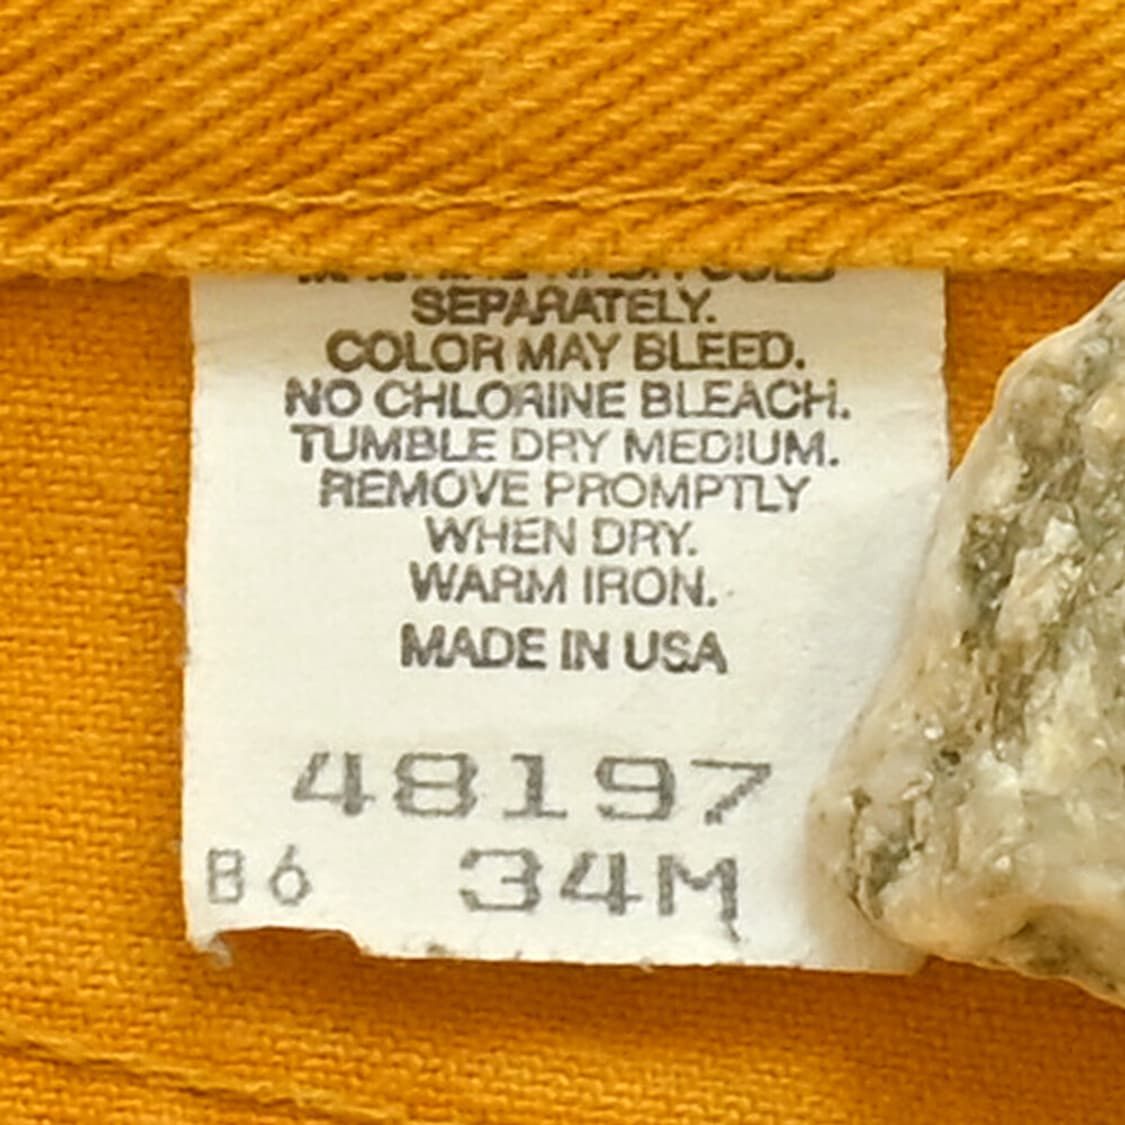 SEPARATELY.
COLOR MAY BLEED.
NO CHLORINE BLEACH.
TUMBLE DRY MEDIUM.
REMOVE PROMPTLY
WHEN DRY.
WARM IRON.
MADE IN USA
48197
B6 34M